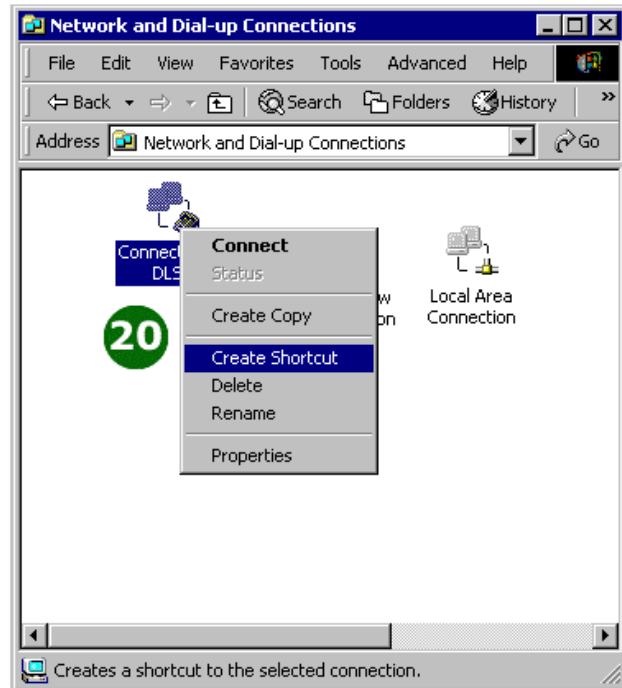 Network and Dial-up Connections
File Edit View Favorites Tools Advanced Help
Back Search Folders History »
Address Network and Dial-up Connections Go
DLS
20
Connect
Status
Create Copy
Create Shortcut
Delete
Rename
Properties
Local Area
Connection
Creates a shortcut to the selected connection.